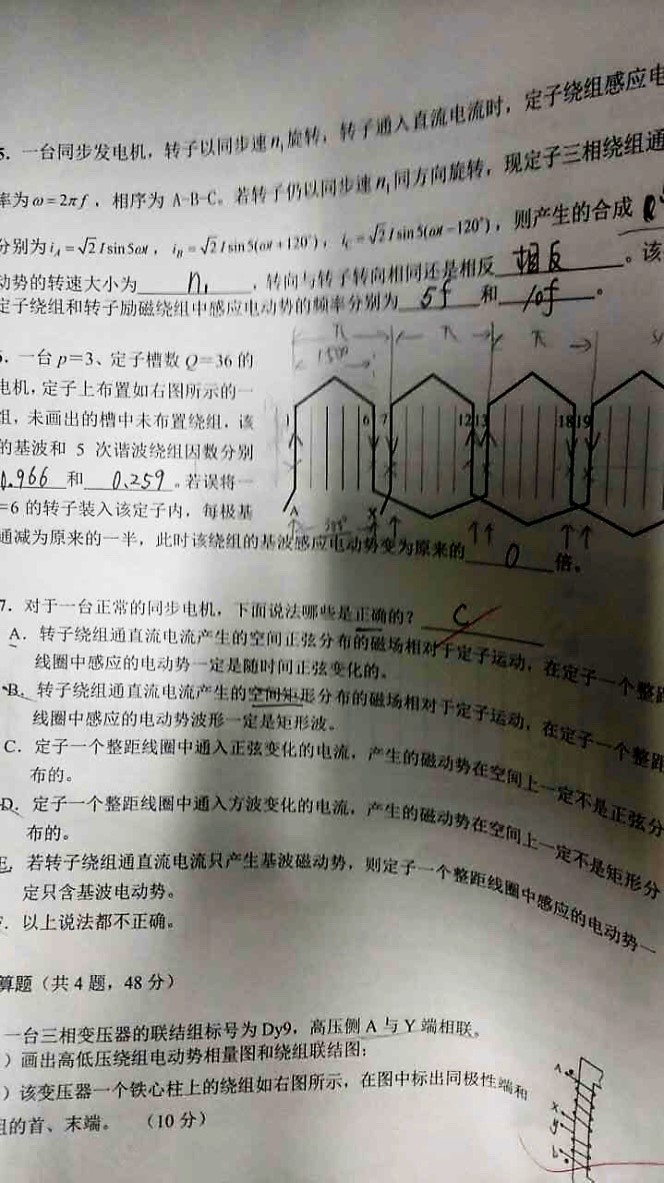 5. 一台同步发电机，转子以同步速n₁旋转，转子通入直流电流时，定子绕组感应电
率为ω=2πf，相序为 A-B-C。若转子仍以同步速n₁同方向旋转，现定子三相绕组通
分别为i_A=√2 I sin5ωt，i_B=√2 I sin5(ωt+120°)，i_C=√2 I sin5(ωt-120°)，则产生的合成
动势的转速大小为 n₁ ，转向与转子转向相同还是相反 相反 。该
定子绕组和转子励磁绕组中感应电动势的频率分别为 5f 和 10f 。
一台p=3、定子槽数Q=36的
电机，定子上布置如右图所示的一
组，未画出的槽中未布置绕组，该
的基波和 5 次谐波绕组因数分别
0.966 和 0.259 。若误将一
=6 的转子装入该定子内，每极基
通减为原来的一半，此时该绕组的基波感应电动势变为原来的 0 倍。
π π π
150°
1 6 7 12 13 18 19
A X
7. 对于一台正常的同步电机，下面说法哪些是正确的？ C
A. 转子绕组通直流电流产生的空间正弦分布的磁场相对于定子运动，在定子一个整距
线圈中感应的电动势一定是随时间正弦变化的。
B. 转子绕组通直流电流产生的空间矩形分布的磁场相对于定子运动，在定子一个整距
线圈中感应的电动势波形一定是矩形波。
C. 定子一个整距线圈中通入正弦变化的电流，产生的磁动势在空间上一定不是正弦分
布的。
D. 定子一个整距线圈中通入方波变化的电流，产生的磁动势在空间上一定不是矩形分
布的。
E. 若转子绕组通直流电流只产生基波磁动势，则定子一个整距线圈中感应的电动势一
定只含基波电动势。
. 以上说法都不正确。
算题（共 4 题，48 分）
一台三相变压器的联结组标号为 Dy9，高压侧 A 与 Y 端相联。
）画出高低压绕组电动势相量图和绕组联结图；
）该变压器一个铁心柱上的绕组如右图所示，在图中标出同极性端和
组的首、末端。 （10 分）
A
x
y
b